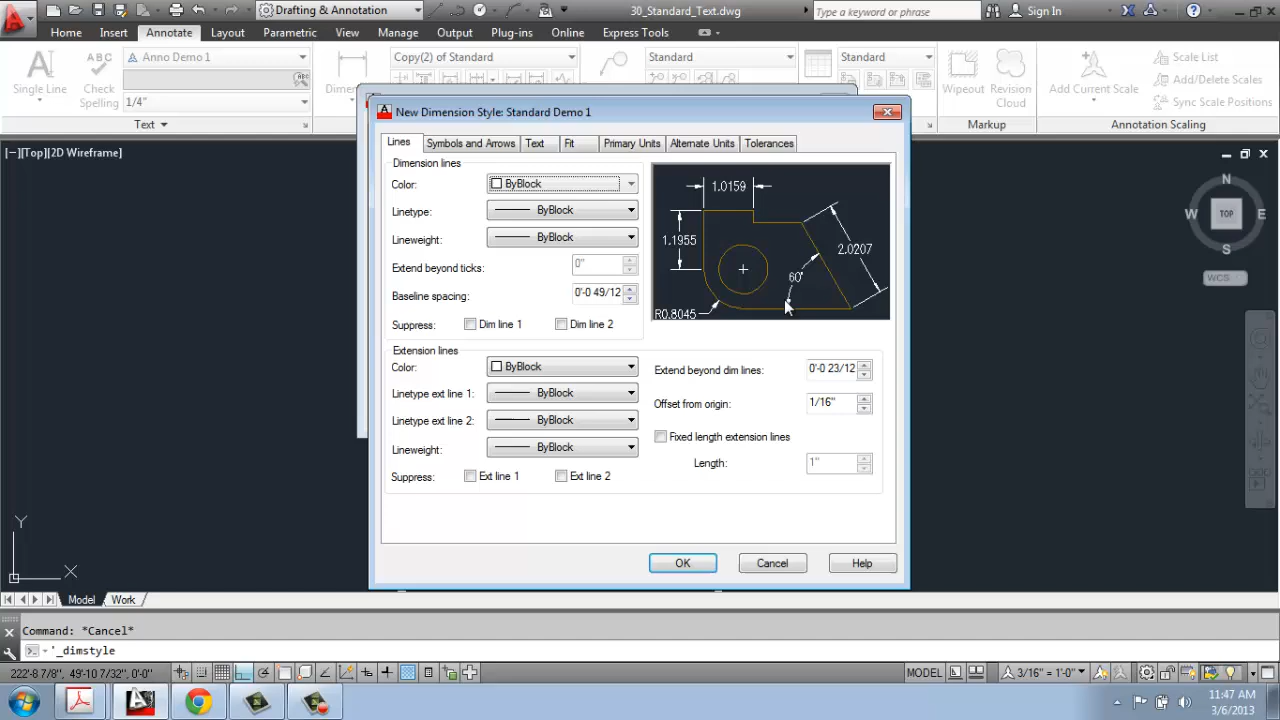 Drafting & Annotation
30_Standard_Text.dwg
Type a keyword or phrase
Sign In
Home Insert Annotate Layout Parametric View Manage Output Plug-ins Online Express Tools
ABC
Anno Demo 1
Copy(2) of Standard
Standard
Standard
Single Line
Check Spelling
1/4"
Text
Wipeout
Revision Cloud
Add Current Scale
Scale List
Add/Delete Scales
Sync Scale Positions
Markup
Annotation Scaling
[−][Top][2D Wireframe]
New Dimension Style: Standard Demo 1
Lines Symbols and Arrows Text Fit Primary Units Alternate Units Tolerances
Dimension lines
Color: ByBlock
Linetype: ByBlock
Lineweight: ByBlock
Extend beyond ticks: 0"
Baseline spacing: 0'-0 49/12
Suppress: Dim line 1 Dim line 2
1.0159
1.1955
2.0207
60°
R0.8045
Extension lines
Color: ByBlock
Linetype ext line 1: ByBlock
Linetype ext line 2: ByBlock
Lineweight: ByBlock
Suppress: Ext line 1 Ext line 2
Extend beyond dim lines: 0'-0 23/12
Offset from origin: 1/16"
Fixed length extension lines
Length: 1"
OK Cancel Help
N
W TOP E
S
WCS
Y
X
Model Work
Command: *Cancel*
'_dimstyle
222'-8 7/8", 49'-10 7/32", 0'-0"
MODEL
3/16" = 1'-0"
11:47 AM
3/6/2013